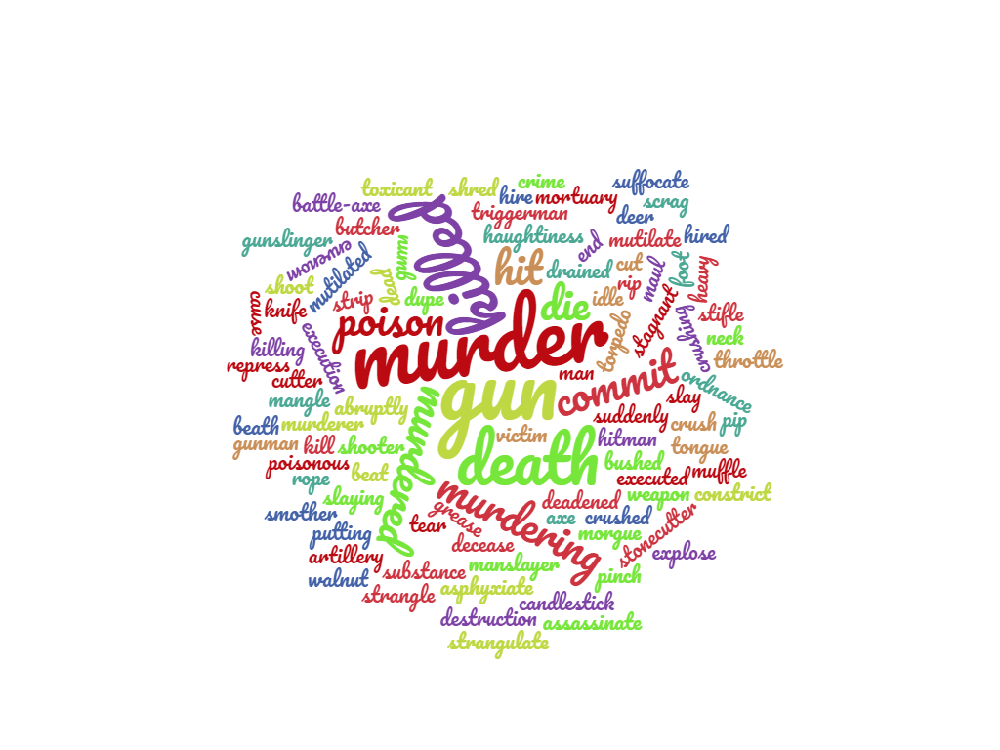 toxicant
shred
crime
suffocate
battle-axe
hire
mortuary
scrag
triggerman
deer
butcher
haughtiness
end
mutilate
hired
gunslinger
envenom
numb
mutilated
hit
drained
cut
maul
foot
heavy
shoot
dead
rip
cause
knife
strip
dupe
die
idle
stagnant
crushing
stifle
poison
torpedo
neck
killing
execution
murder
throttle
repress
cutter
man
commit
ordnance
mangle
abruptly
murdered
gun
slay
suddenly
beath
murderer
victim
hitman
crush
pip
gunman
kill
shooter
death
tongue
poisonous
bushed
rope
beat
executed
muffle
slaying
murdering
deadened
weapon
constrict
smother
grease
axe
crushed
stonecutter
putting
tear
decease
morgue
artillery
substance
manslayer
explose
walnut
pinch
strangle
asphyxiate
candlestick
destruction
assassinate
strangulate